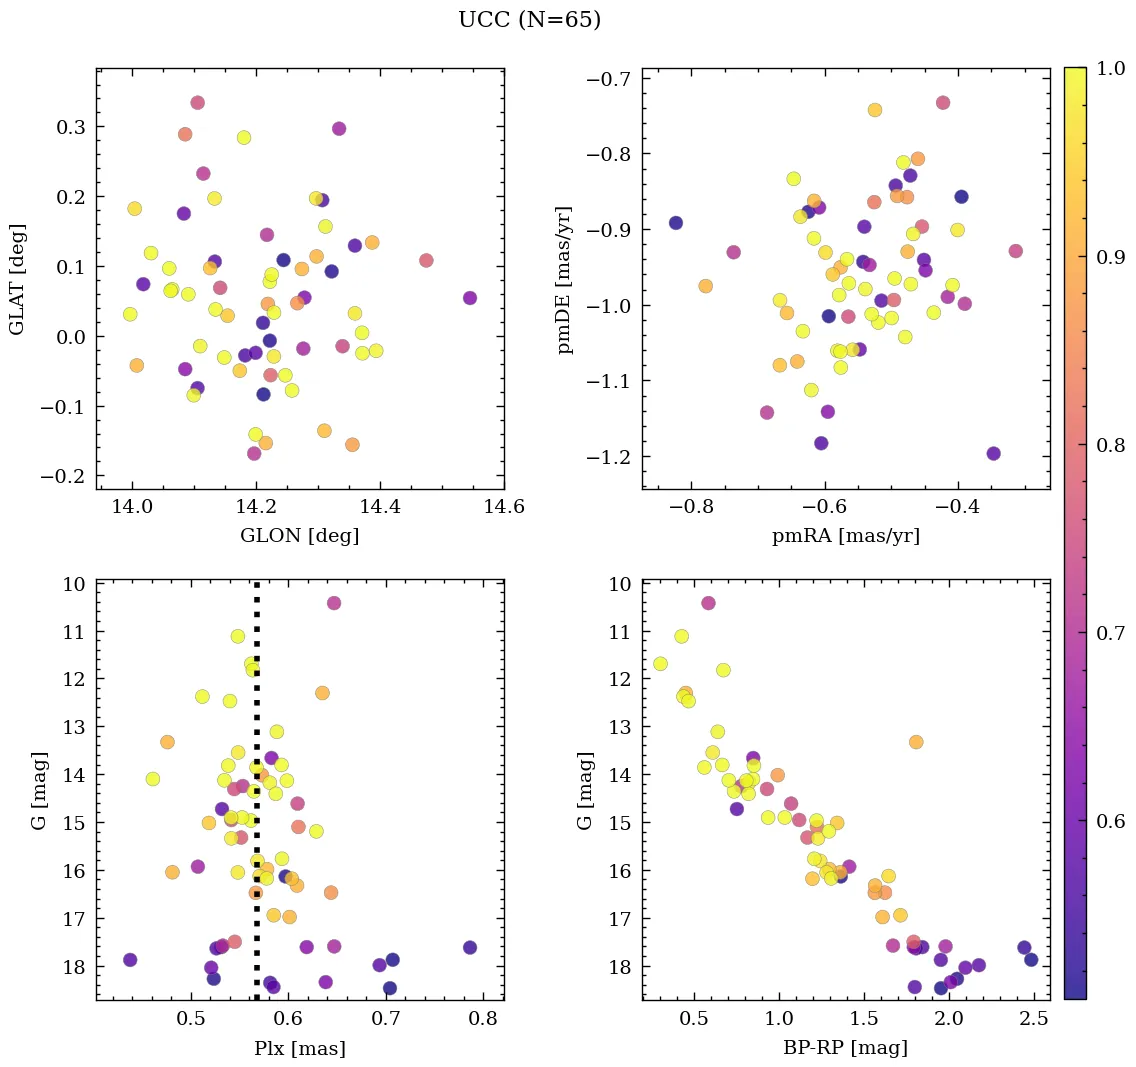 UCC (N=65)
GLAT [deg]
0.3
0.2
0.1
0.0
−0.1
−0.2
14.0 14.2 14.4 14.6
GLON [deg]
pmDE [mas/yr]
−0.7
−0.8
−0.9
−1.0
−1.1
−1.2
−0.8 −0.6 −0.4
pmRA [mas/yr]
G [mag]
10
11
12
13
14
15
16
17
18
0.5 0.6 0.7 0.8
Plx [mas]
G [mag]
10
11
12
13
14
15
16
17
18
0.5 1.0 1.5 2.0 2.5
BP-RP [mag]
1.0
0.9
0.8
0.7
0.6